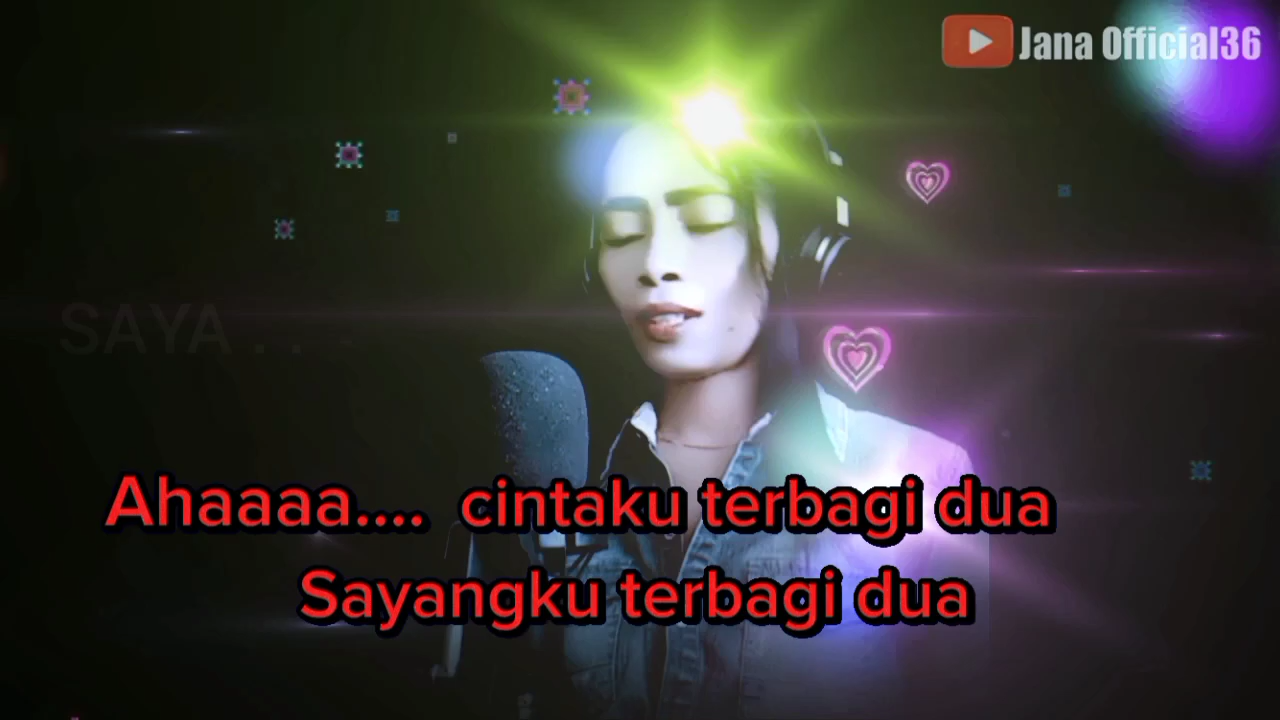 Jana Official36
SAYA . .
Ahaaaa.... cintaku terbagi dua
Sayangku terbagi dua